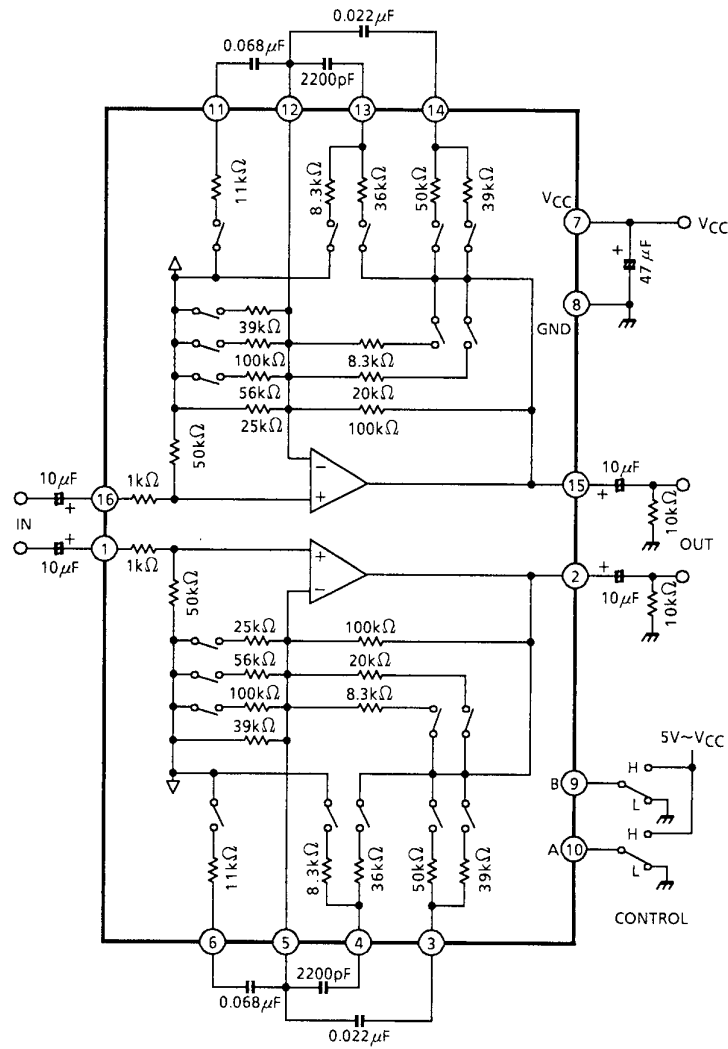 0.022μF
0.068μF
2200pF
11 12 13 14
11kΩ 8.3kΩ 36kΩ 50kΩ 39kΩ
VCC
7 VCC
+ 47μF
8
GND
39kΩ
100kΩ 8.3kΩ
56kΩ 20kΩ
25kΩ 100kΩ
50kΩ
10μF 1kΩ − 10μF
16 + 15 +
+ 10kΩ
IN OUT
+
1 + 2 +
10μF 1kΩ − 10μF 10kΩ
50kΩ
25kΩ 100kΩ
56kΩ 20kΩ
100kΩ 8.3kΩ
39kΩ
5V~VCC
H
B 9 L
H
A 10 L
11kΩ 8.3kΩ 36kΩ 50kΩ 39kΩ
CONTROL
6 5 4 3
2200pF
0.068μF
0.022μF